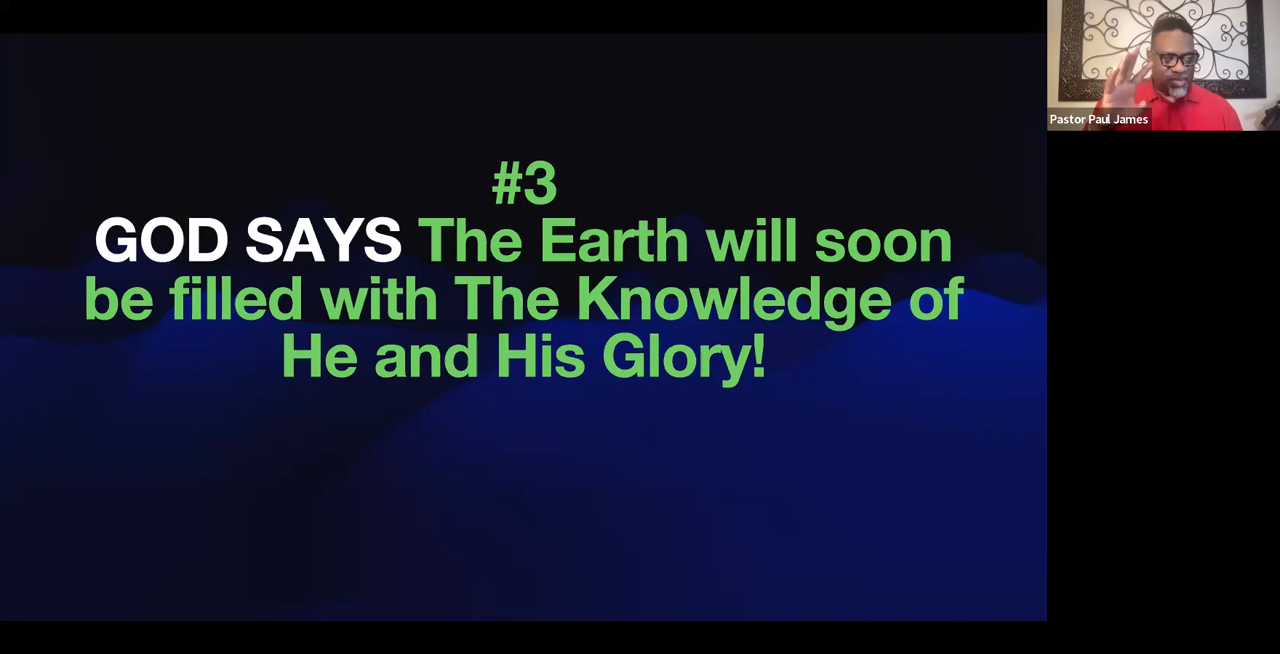 #3
GOD SAYS The Earth will soon
be filled with The Knowledge of
He and His Glory!
Pastor Paul James